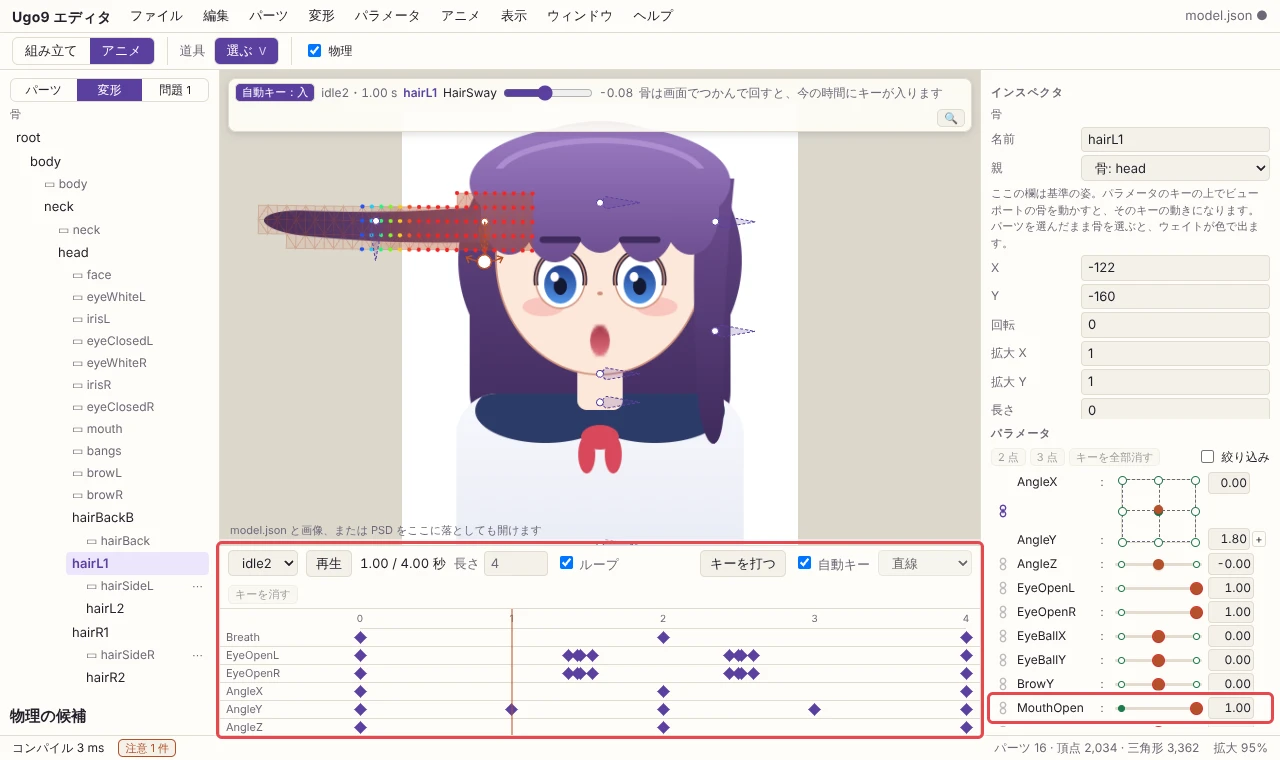 Ugo9 エディタ ファイル 編集 パーツ 変形 パラメータ アニメ 表示 ウィンドウ ヘルプ model.json
組み立て アニメ 道具 選ぶ ∨ 物理
パーツ 変形 問題 1
骨
root
body
body
neck
neck
head
face
eyeWhiteL
irisL
eyeClosedL
eyeWhiteR
irisR
eyeClosedR
mouth
bangs
browL
browR
hairBackB
hairBack
hairL1
hairSideL ...
hairL2
hairR1
hairSideR ...
hairR2
物理の候補
自動キー：入 idle2・1.00 s hairL1 HairSway -0.08 骨は画面でつかんで回すと、今の時間にキーが入ります
model.json と画像、または PSD をここに落としても開けます
idle2 再生 1.00 / 4.00 秒 長さ 4 ループ キーを打つ 自動キー 直線
キーを消す
0 1 2 3 4
Breath
EyeOpenL
EyeOpenR
AngleX
AngleY
AngleZ
インスペクタ
骨
名前 hairL1
親 骨: head
ここの欄は基準の姿。パラメータのキーの上でビュー
ポートの骨を動かすと、そのキーの動きになります。
パーツを選んだまま骨を選ぶと、ウェイトが色で出ま
す。
X -122
Y -160
回転 0
拡大 X 1
拡大 Y 1
長さ 0
パラメータ
2 点 3 点 キーを全部消す 絞り込み
AngleX : 0.00
AngleY : 1.80 +
AngleZ : -0.00
EyeOpenL : 1.00
EyeOpenR : 1.00
EyeBallX : 0.00
EyeBallY : 0.00
BrowY : 0.00
MouthOpen : 1.00
コンパイル 3 ms 注意 1 件 パーツ 16 · 頂点 2,034 · 三角形 3,362 拡大 95%